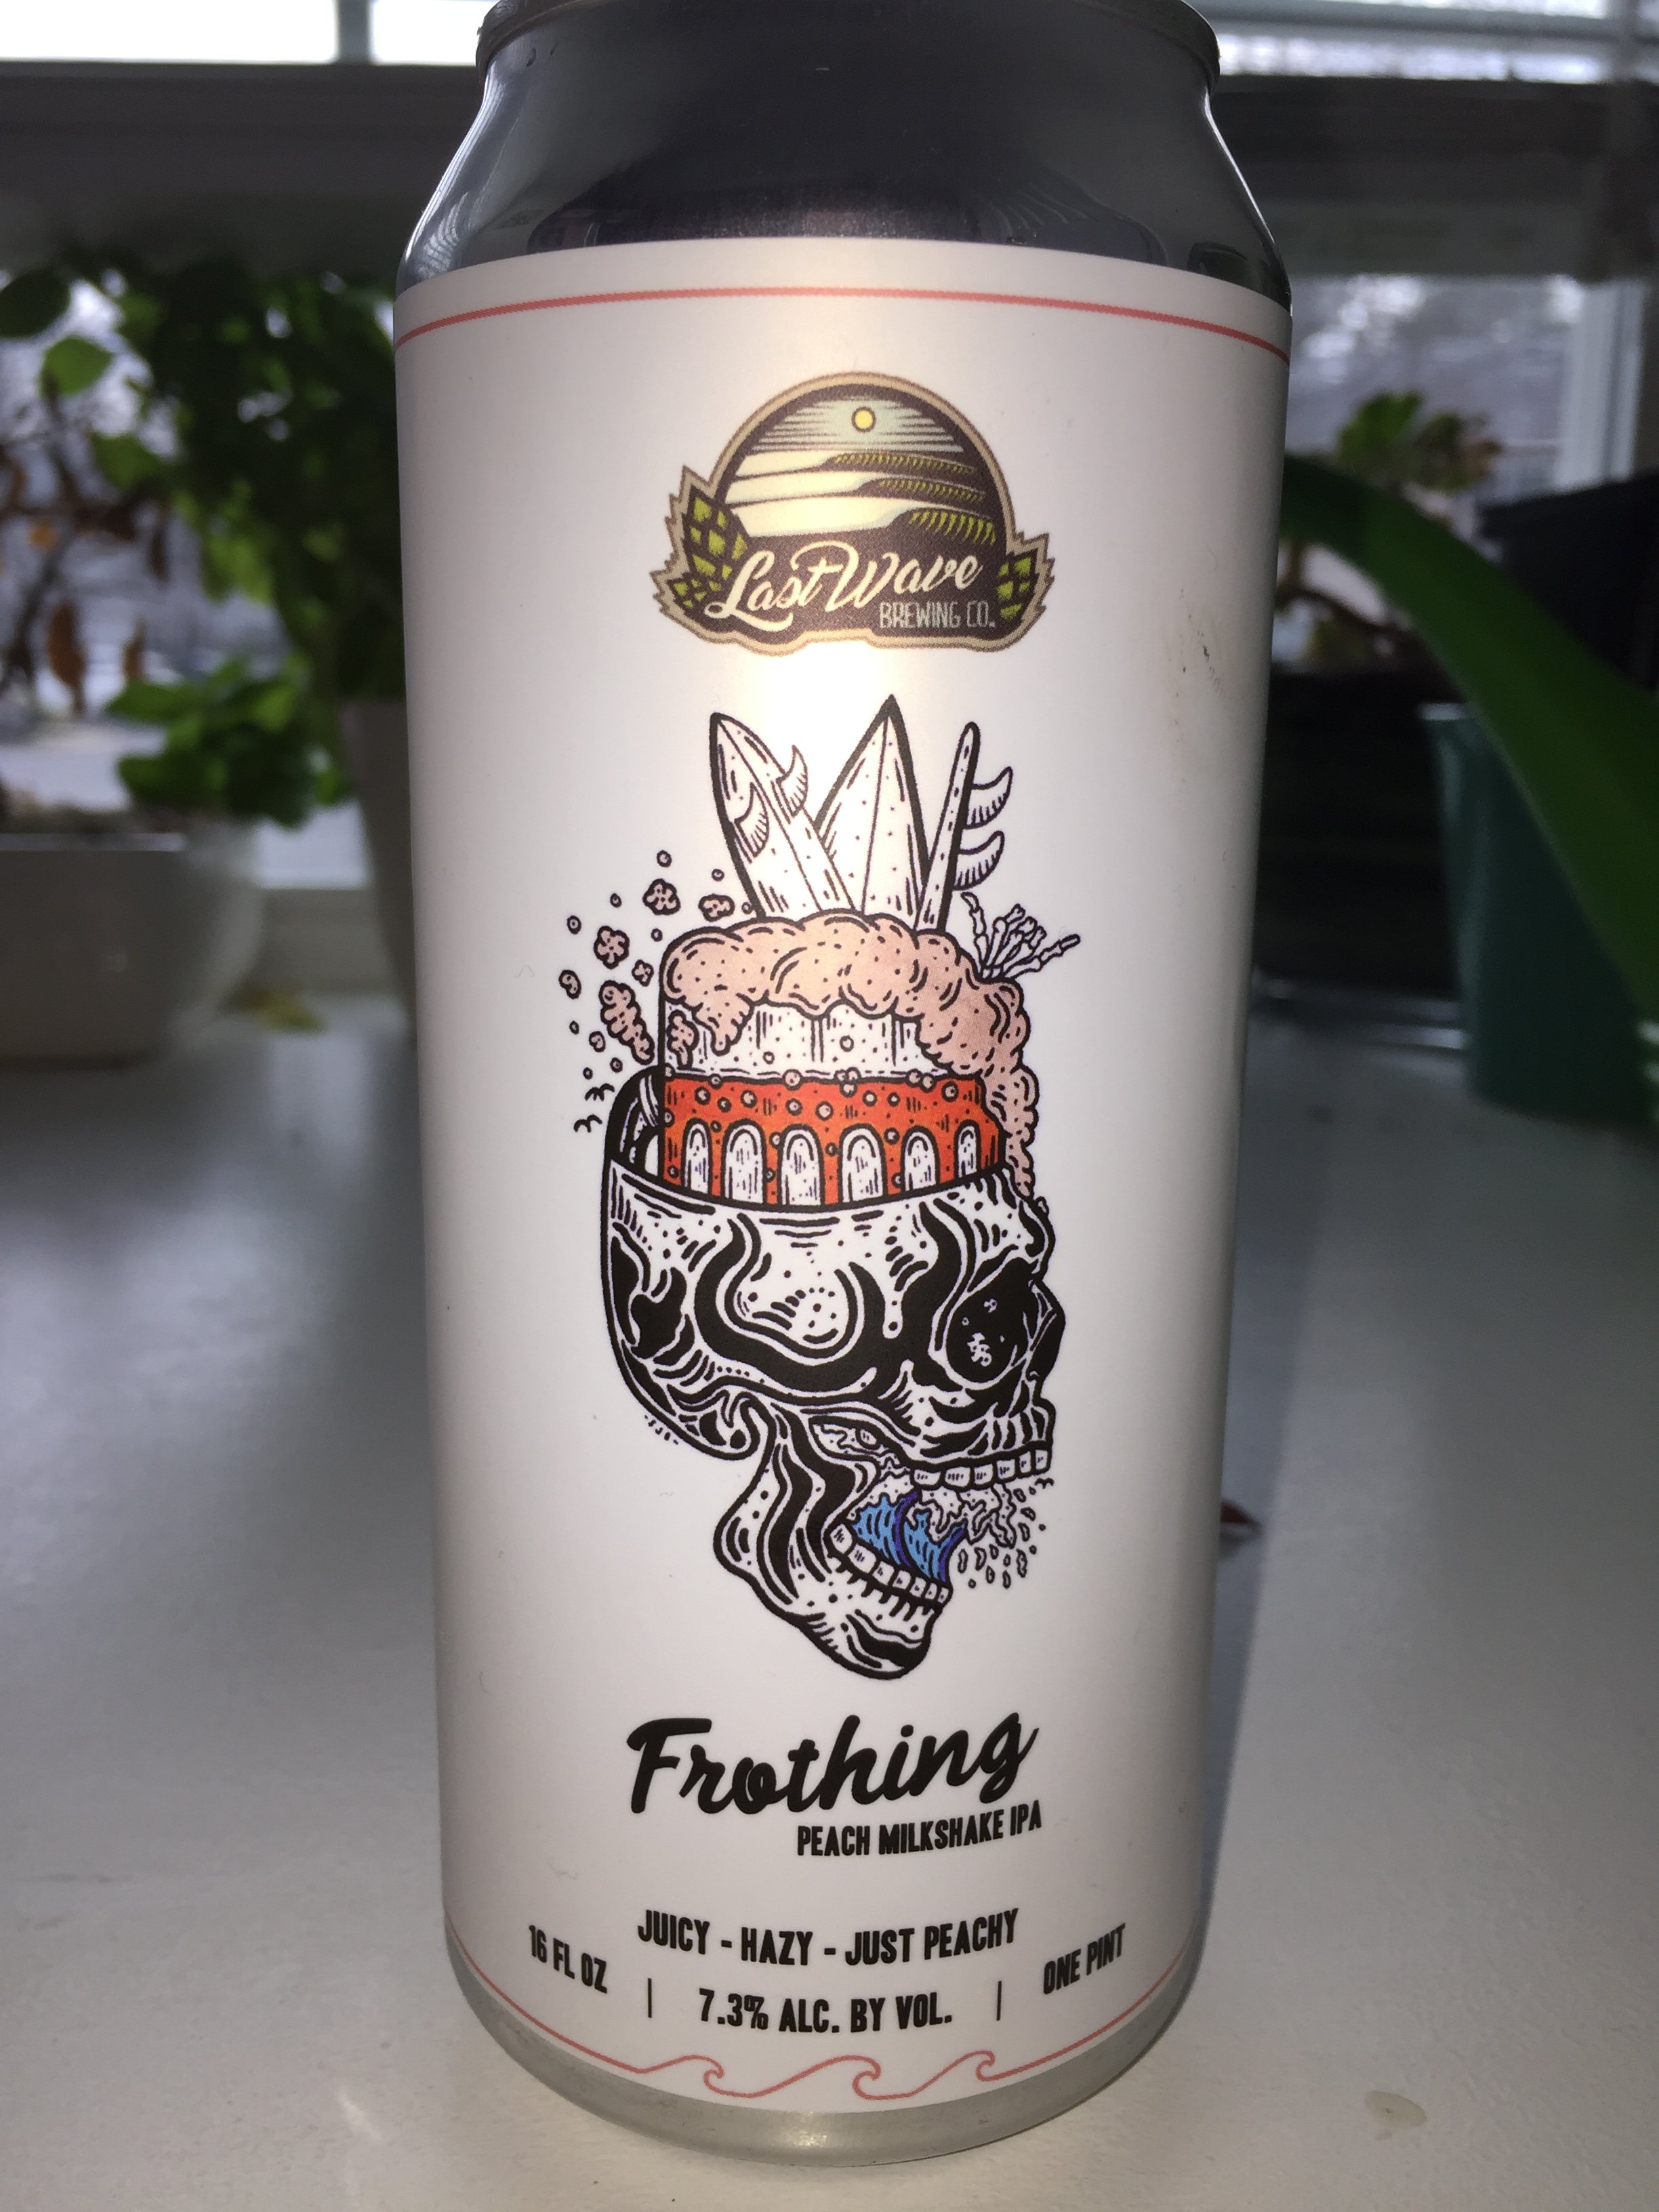 Last Wave
BREWING CO.
Frothing
PEACH MILKSHAKE IPA
JUICY - HAZY - JUST PEACHY
16 FL OZ | 7.3% ALC. BY VOL. | ONE PINT